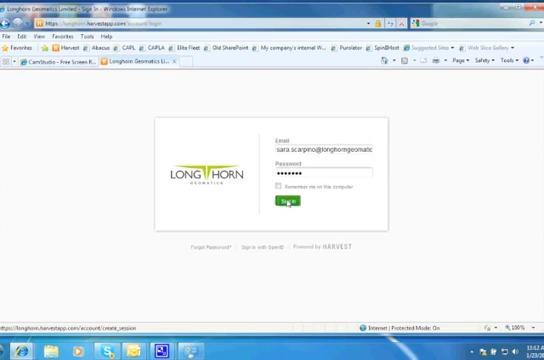 Longhorn Geomatics Limited - Sign In - Windows Internet Explorer
https://longhorn.harvestapp.com/account/login
Google
File Edit View Favorites Tools Help
Favorites Harvest Abacus CAPL CAPLA Elite Fleet Old SharePoint My company's internal W... Purolator Spin3Host Suggested Sites Web Slice Gallery
CamStudio - Free Screen R... Longhorn Geomatics Li...
Page Safety Tools
Email
sara.scarpino@longhorngeomatic
Password
Remember me on this computer
LONGTHORN
GEOMATICS
Sign In
Forgot Password? Sign in with OpenID Powered by HARVEST
https://longhorn.harvestapp.com/account/create_session
Internet | Protected Mode: On
100%